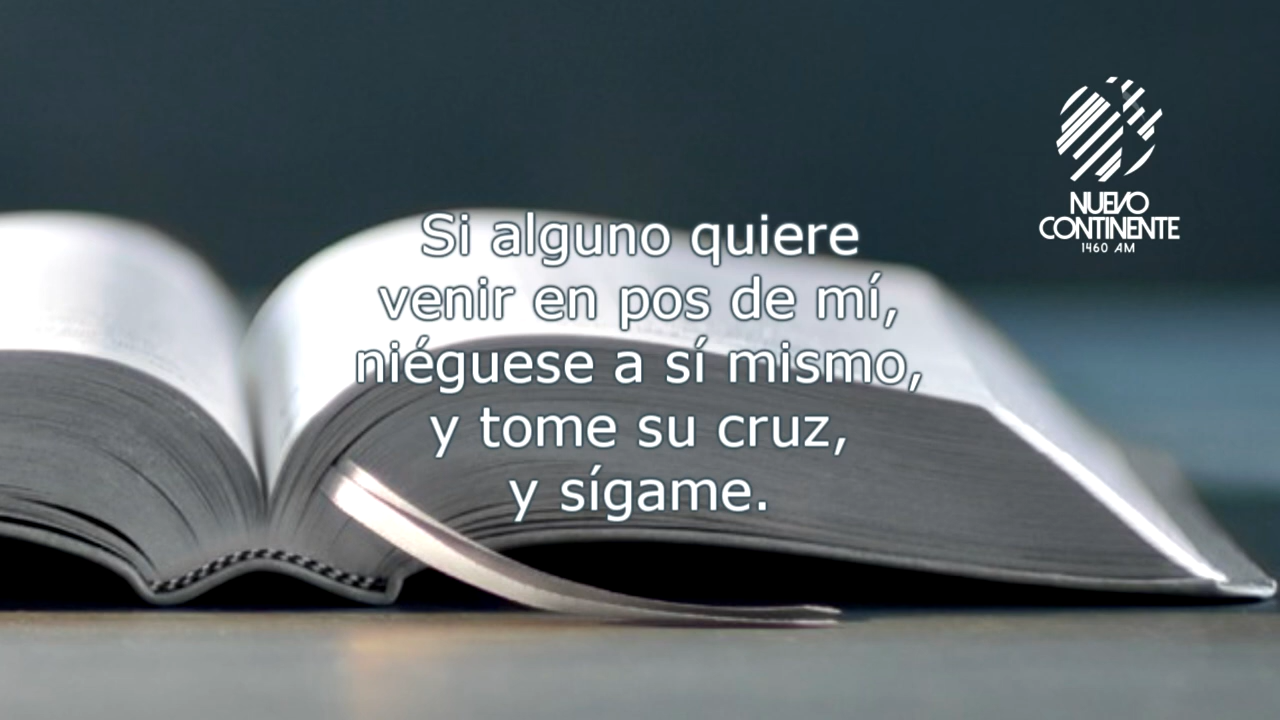 NUEVO
CONTINENTE
1460 AM
Si alguno quiere
venir en pos de mí,
niéguese a sí mismo,
y tome su cruz,
y sígame.